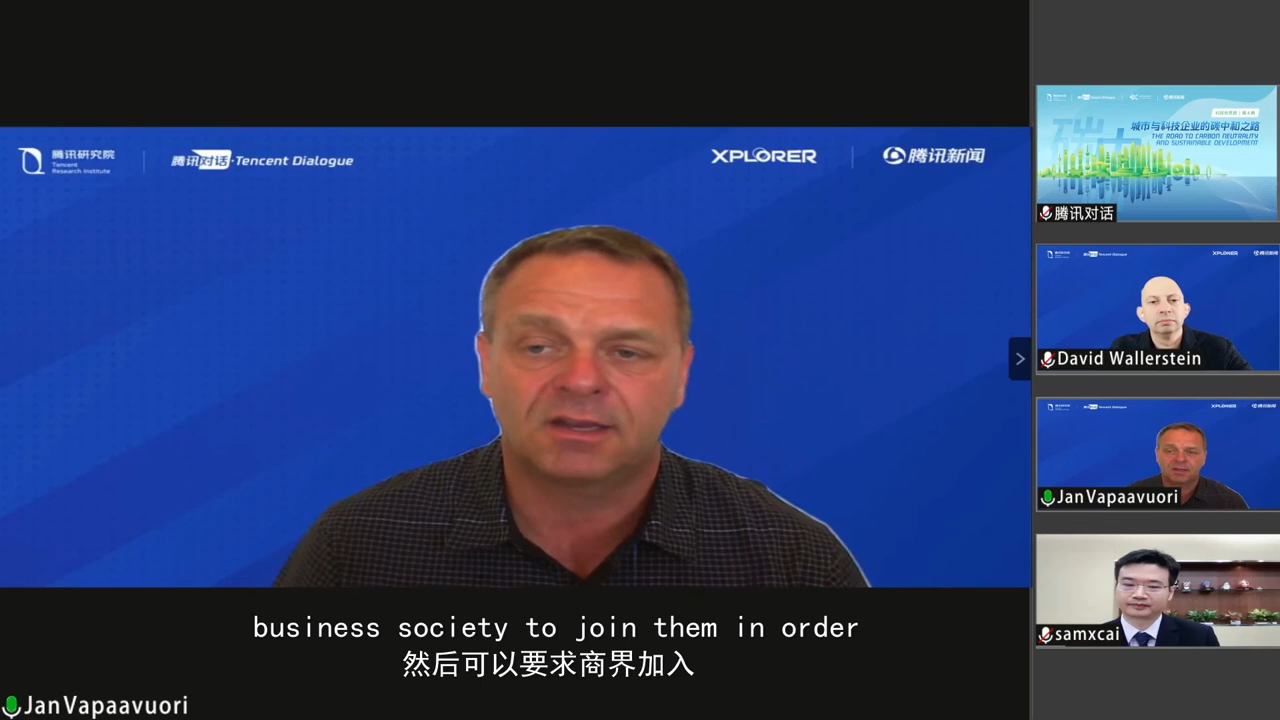 腾讯研究院
Tencent
Research Institute
腾讯对话·Tencent Dialogue
XPLORER
腾讯新闻
business society to join them in order
然后可以要求商界加入
JanVapaavuori
城市与科技企业的碳中和之路
THE ROAD TO CARBON NEUTRALITY
AND SUSTAINABLE DEVELOPMENT
腾讯对话
XPLORER
David Wallerstein
XPLORER
JanVapaavuori
samxcai